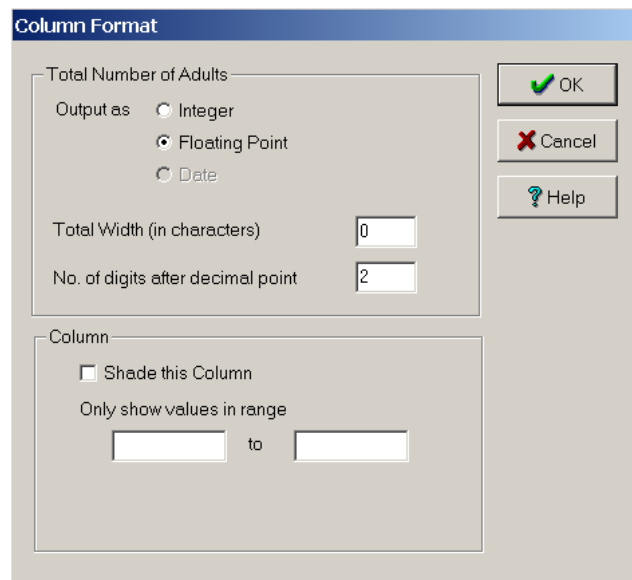 Column Format
Total Number of Adults
Output as Integer
Floating Point
Date
Total Width (in characters) 0
No. of digits after decimal point 2
OK
Cancel
Help
Column
Shade this Column
Only show values in range
to